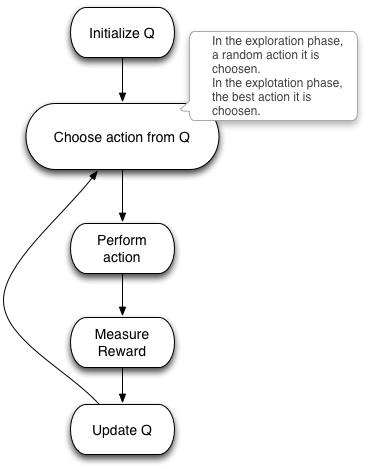 Initialize Q
In the exploration phase,
a random action it is
choosen.
In the explotation phase,
the best action it is
choosen.
Choose action from Q
Perform
action
Measure
Reward
Update Q